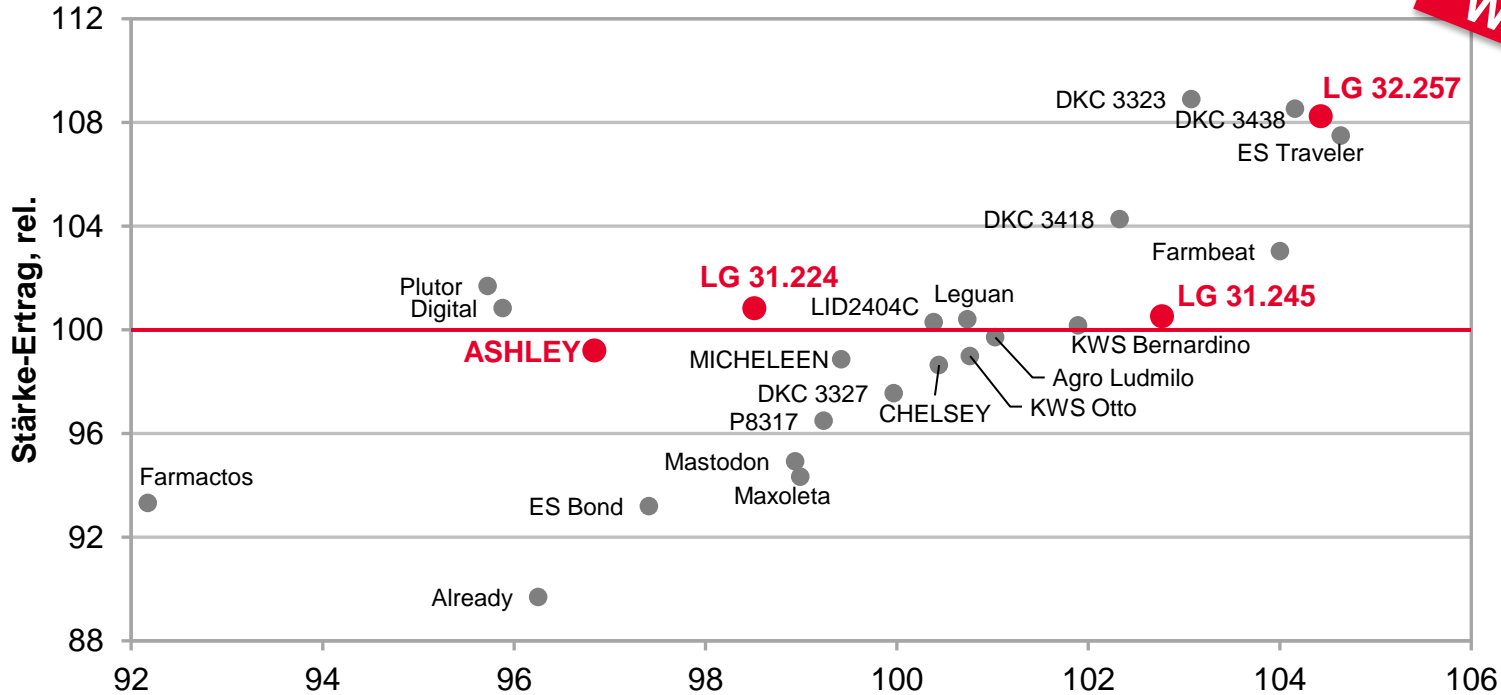 112
108
104
100
96
92
88
Stärke-Ertrag, rel.
LG 32.257
DKC 3323
DKC 3438
ES Traveler
DKC 3418
Farmbeat
Plutor
Digital
LG 31.224
LID2404C
Leguan
LG 31.245
ASHLEY
MICHELEEN
KWS Bernardino
Agro Ludmilo
DKC 3327
CHELSEY
KWS Otto
P8317
Mastodon
Maxoleta
Farmactos
ES Bond
Already
92 94 96 98 100 102 104 106